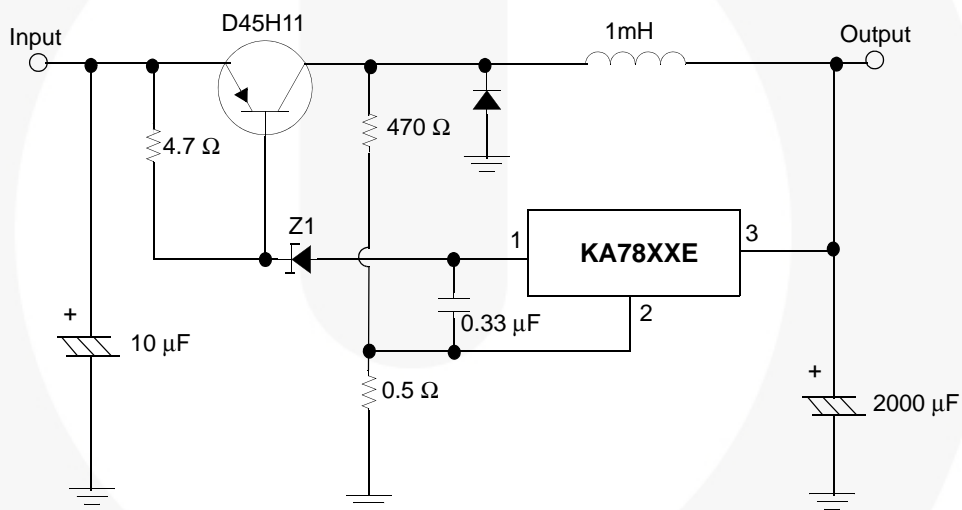 D45H11
Input
1mH
Output
470 Ω
4.7 Ω
Z1
1
KA78XXE
3
2
0.33 μF
+
10 μF
0.5 Ω
+
2000 μF